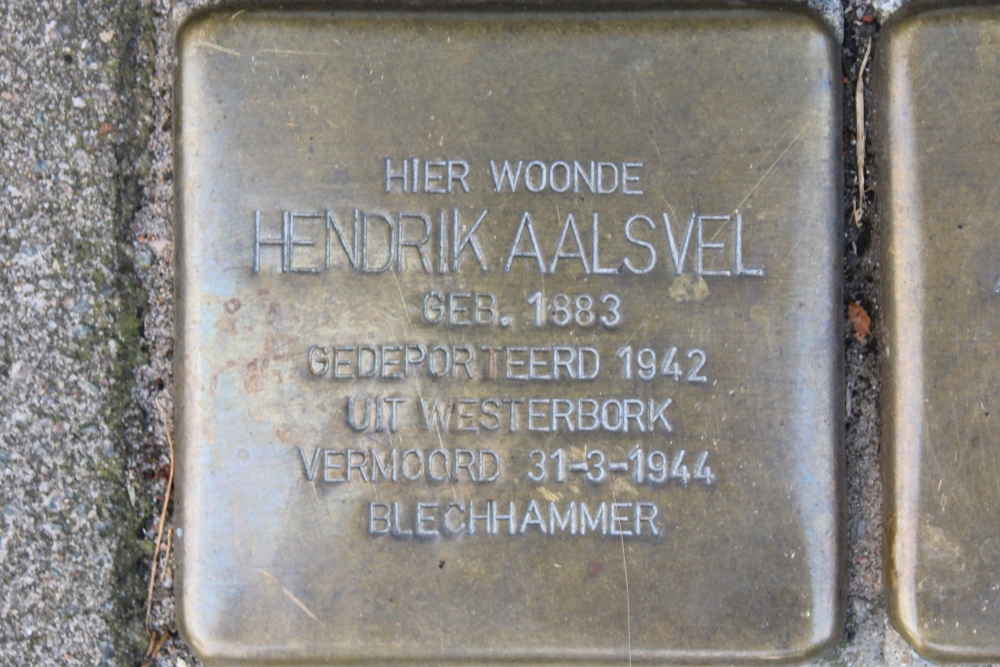 HIER WOONDE
HENDRIK AALSVEL
GEB. 1883
GEDEPORTEERD 1942
UIT WESTERBORK
VERMOORD 31-3-1944
BLECHHAMMER